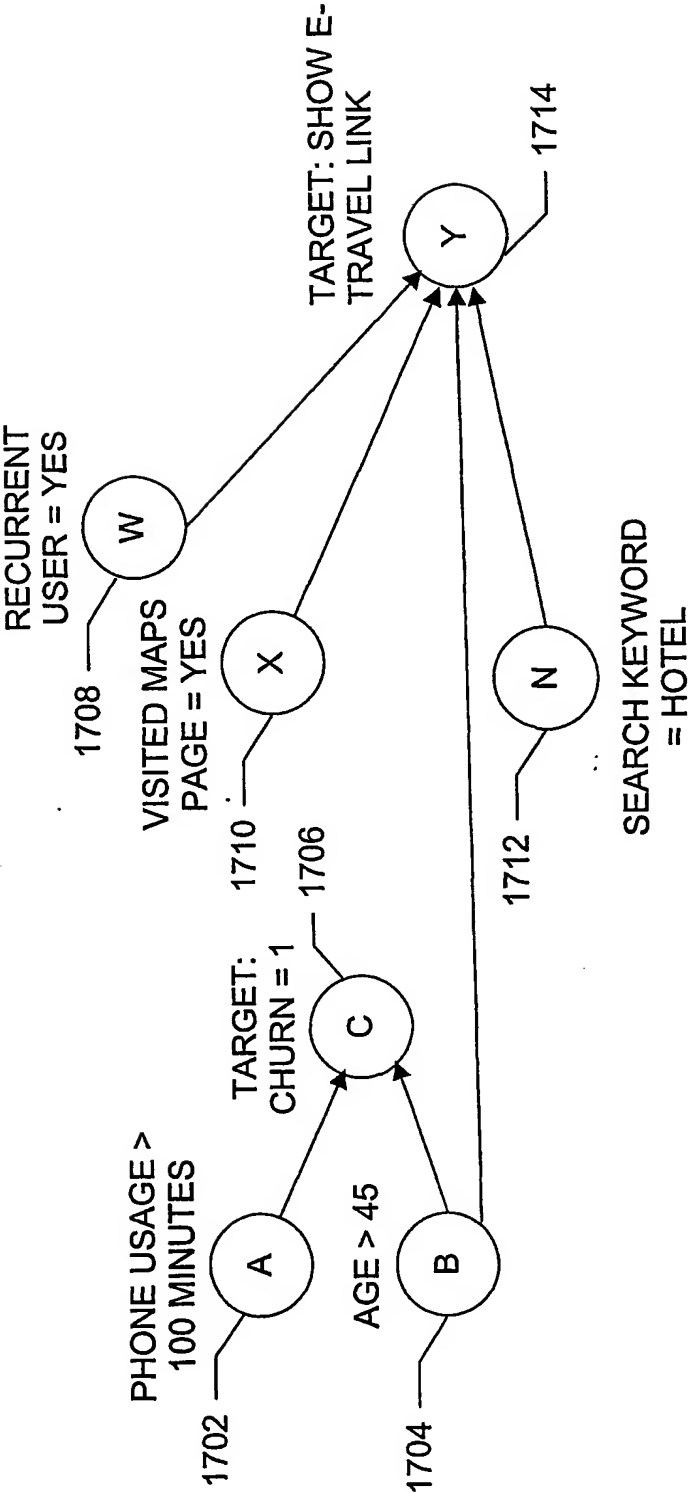 PHONE USAGE >
100 MINUTES
A
1702
AGE > 45
B
1704
TARGET:
CHURN = 1
C
1706
RECURRENT
USER = YES
W
1708
VISITED MAPS
PAGE = YES
X
1710
N
1712
SEARCH KEYWORD
= HOTEL
TARGET: SHOW E-
TRAVEL LINK
Y
1714